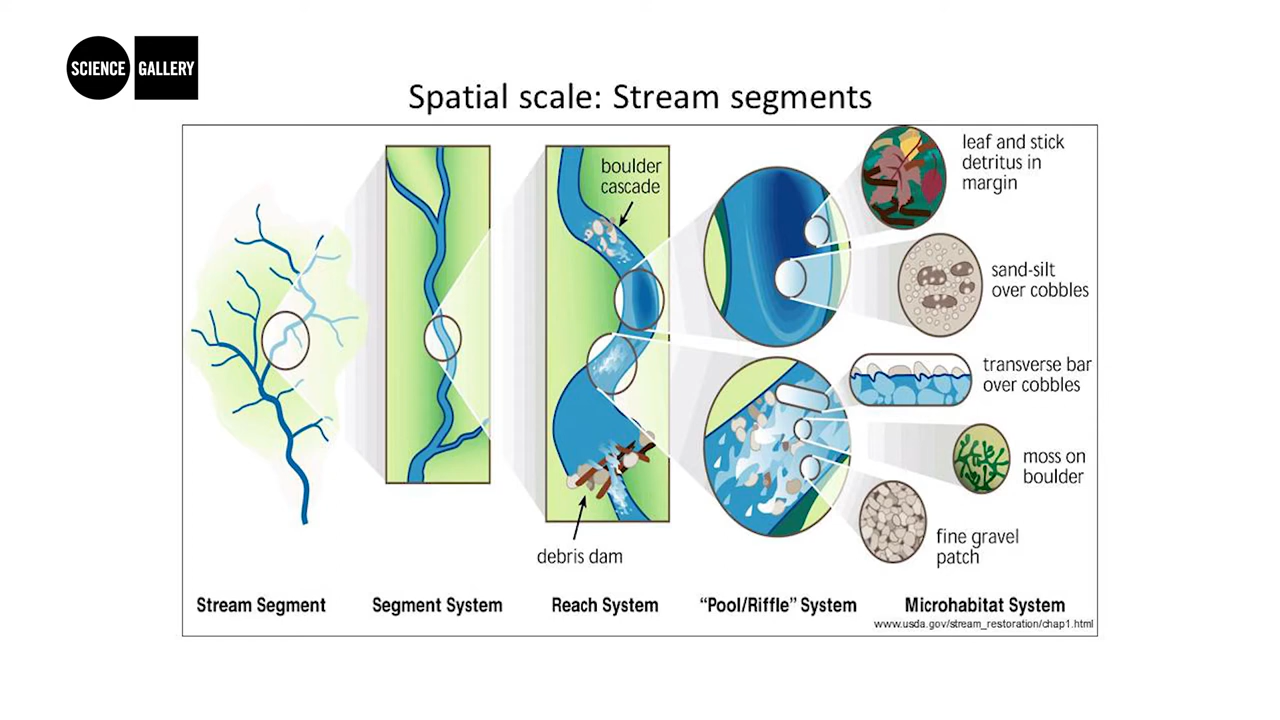 SCIENCE
GALLERY
Spatial scale: Stream segments
boulder
cascade
debris dam
leaf and stick
detritus in
margin
sand-silt
over cobbles
transverse bar
over cobbles
moss on
boulder
fine gravel
patch
Stream Segment
Segment System
Reach System
“Pool/Riffle” System
Microhabitat System
www.usda.gov/stream_restoration/chap1.html